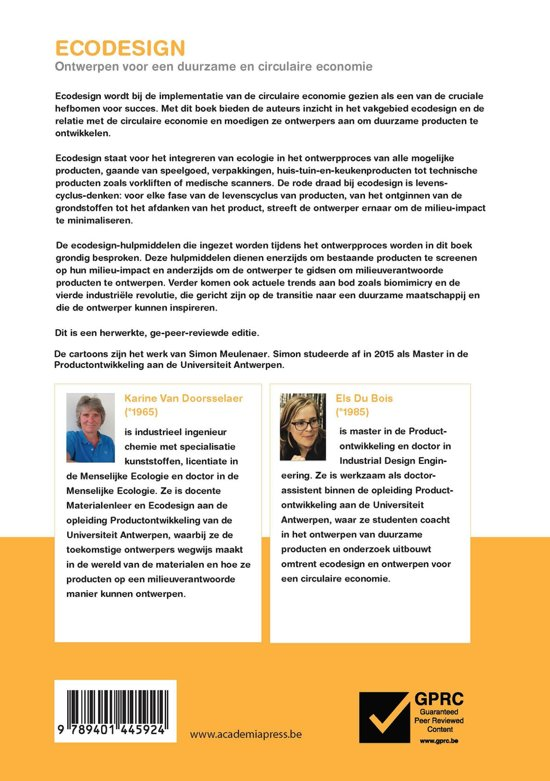 ECODESIGN
Ontwerpen voor een duurzame en circulaire economie
Ecodesign wordt bij de implementatie van de circulaire economie gezien als een van de cruciale
hefbomen voor succes. Met dit boek bieden de auteurs inzicht in het vakgebied ecodesign en de
relatie met de circulaire economie en moedigen ze ontwerpers aan om duurzame producten te
ontwikkelen.
Ecodesign staat voor het integreren van ecologie in het ontwerpproces van alle mogelijke
producten, gaande van speelgoed, verpakkingen, huis-tuin-en-keukenproducten tot technische
producten zoals vorkliften of medische scanners. De rode draad bij ecodesign is levens-
cyclus-denken: voor elke fase van de levenscyclus van producten, van het ontginnen van de
grondstoffen tot het afdanken van het product, streeft de ontwerper ernaar om de milieu-impact
te minimaliseren.
De ecodesign-hulpmiddelen die ingezet worden tijdens het ontwerpproces worden in dit boek
grondig besproken. Deze hulpmiddelen dienen enerzijds om bestaande producten te screenen
op hun milieu-impact en anderzijds om de ontwerper te gidsen om milieuverantwoorde
producten te ontwerpen. Verder komen ook actuele trends aan bod zoals biomimicry en de
vierde industriële revolutie, die gericht zijn op de transitie naar een duurzame maatschappij en
die de ontwerper kunnen inspireren.
Dit is een herwerkte, ge-peer-reviewde editie.
De cartoons zijn het werk van Simon Meulenaer. Simon studeerde af in 2015 als Master in de
Productontwikkeling aan de Universiteit Antwerpen.
Karine Van Doorsselaer
(°1965)
is industrieel ingenieur
chemie met specialisatie
kunststoffen, licentiate in
de Menselijke Ecologie en doctor in de
Menselijke Ecologie. Ze is docente
Materialenleer en Ecodesign aan de
opleiding Productontwikkeling van de
Universiteit Antwerpen, waarbij ze de
toekomstige ontwerpers wegwijs maakt
in de wereld van de materialen en hoe ze
producten op een milieuverantwoorde
manier kunnen ontwerpen.
Els Du Bois
(°1985)
is master in de Product-
ontwikkeling en doctor in
Industrial Design Engin-
eering. Ze is werkzaam als doctor-
assistent binnen de opleiding Product-
ontwikkeling aan de Universiteit
Antwerpen, waar ze studenten coacht
in het ontwerpen van duurzame
producten en onderzoek uitbouwt
omtrent ecodesign en ontwerpen voor
een circulaire economie.
9 789401 445924
www.academiapress.be
GPRC
Guaranteed
Peer Reviewed
Content
www.gprc.be